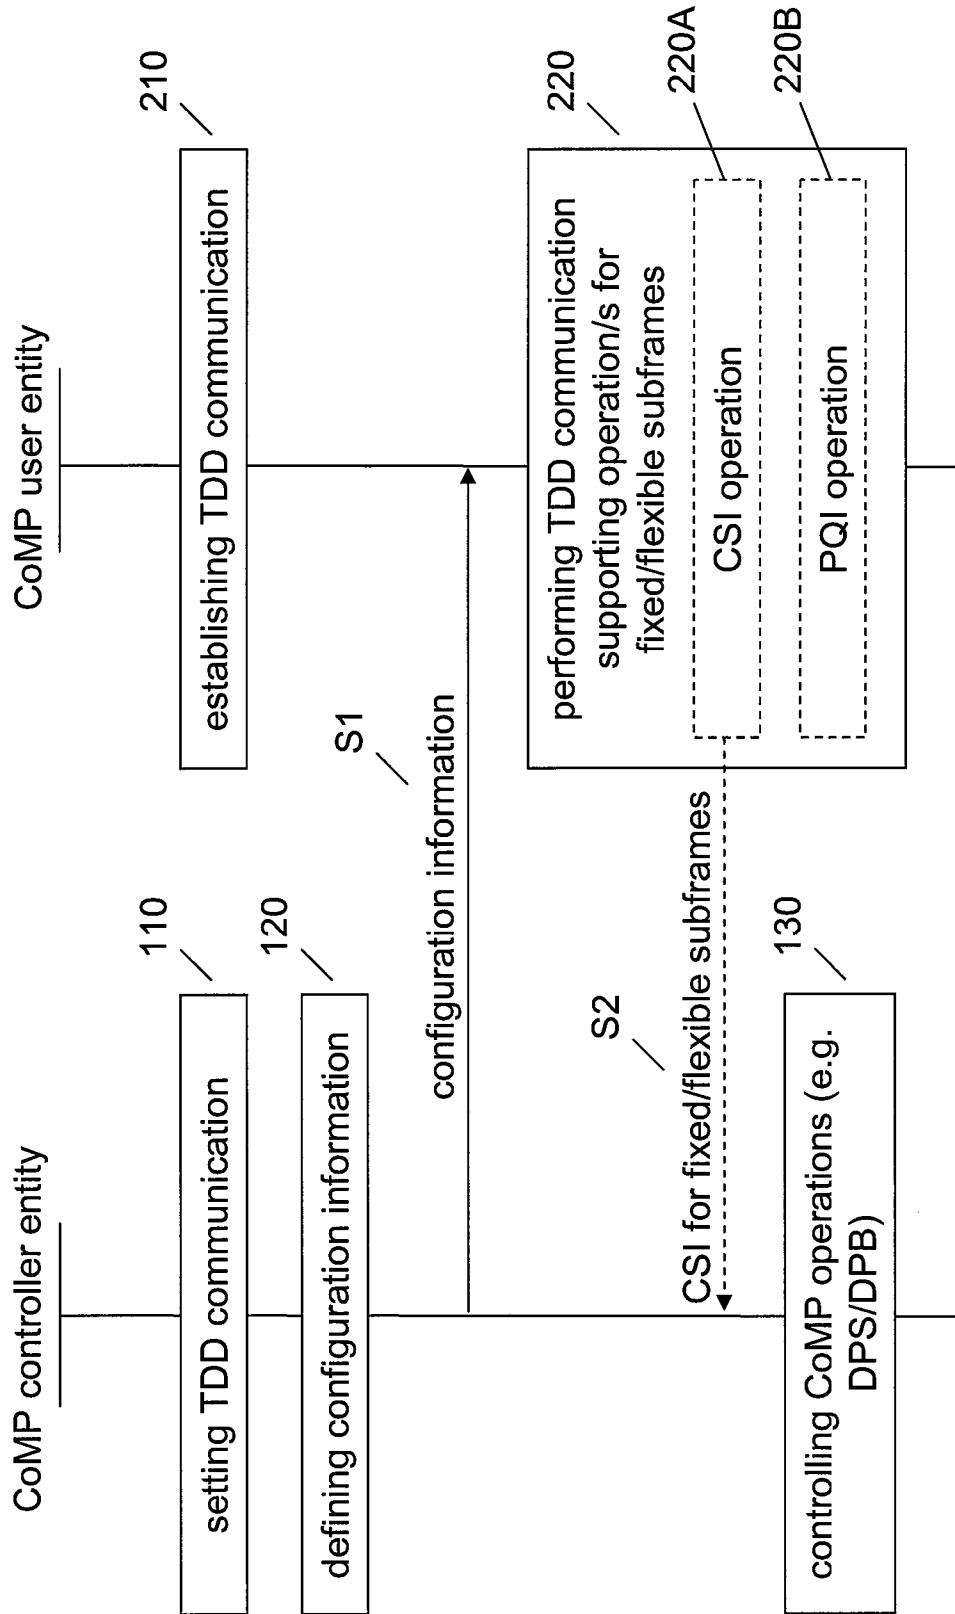 CoMP controller entity
CoMP user entity
110
setting TDD communication
210
establishing TDD communication
120
defining configuration information
S1
configuration information
220
performing TDD communication
supporting operation/s for
fixed/flexible subframes
220A
CSI operation
S2
CSI for fixed/flexible subframes
220B
PQI operation
130
controlling CoMP operations (e.g.
DPS/DPB)